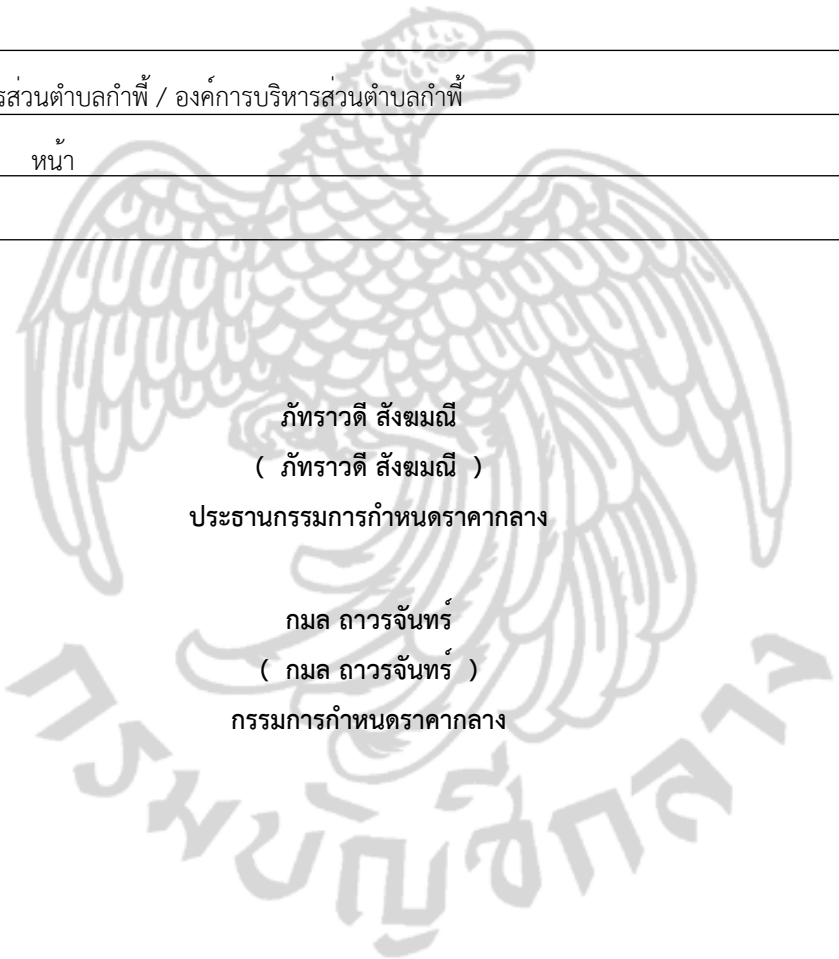 รส่วนตำบลกำพี้ / องค์การบริหารส่วนตำบลกำพี้
หน้า
ภัทราวดี สังฆมณี
( ภัทราวดี สังฆมณี )
ประธานกรรมการกำหนดราคากลาง
กมล ถาวรจันทร์
( กมล ถาวรจันทร์ )
กรรมการกำหนดราคากลาง
กรมบัญชีกลาง